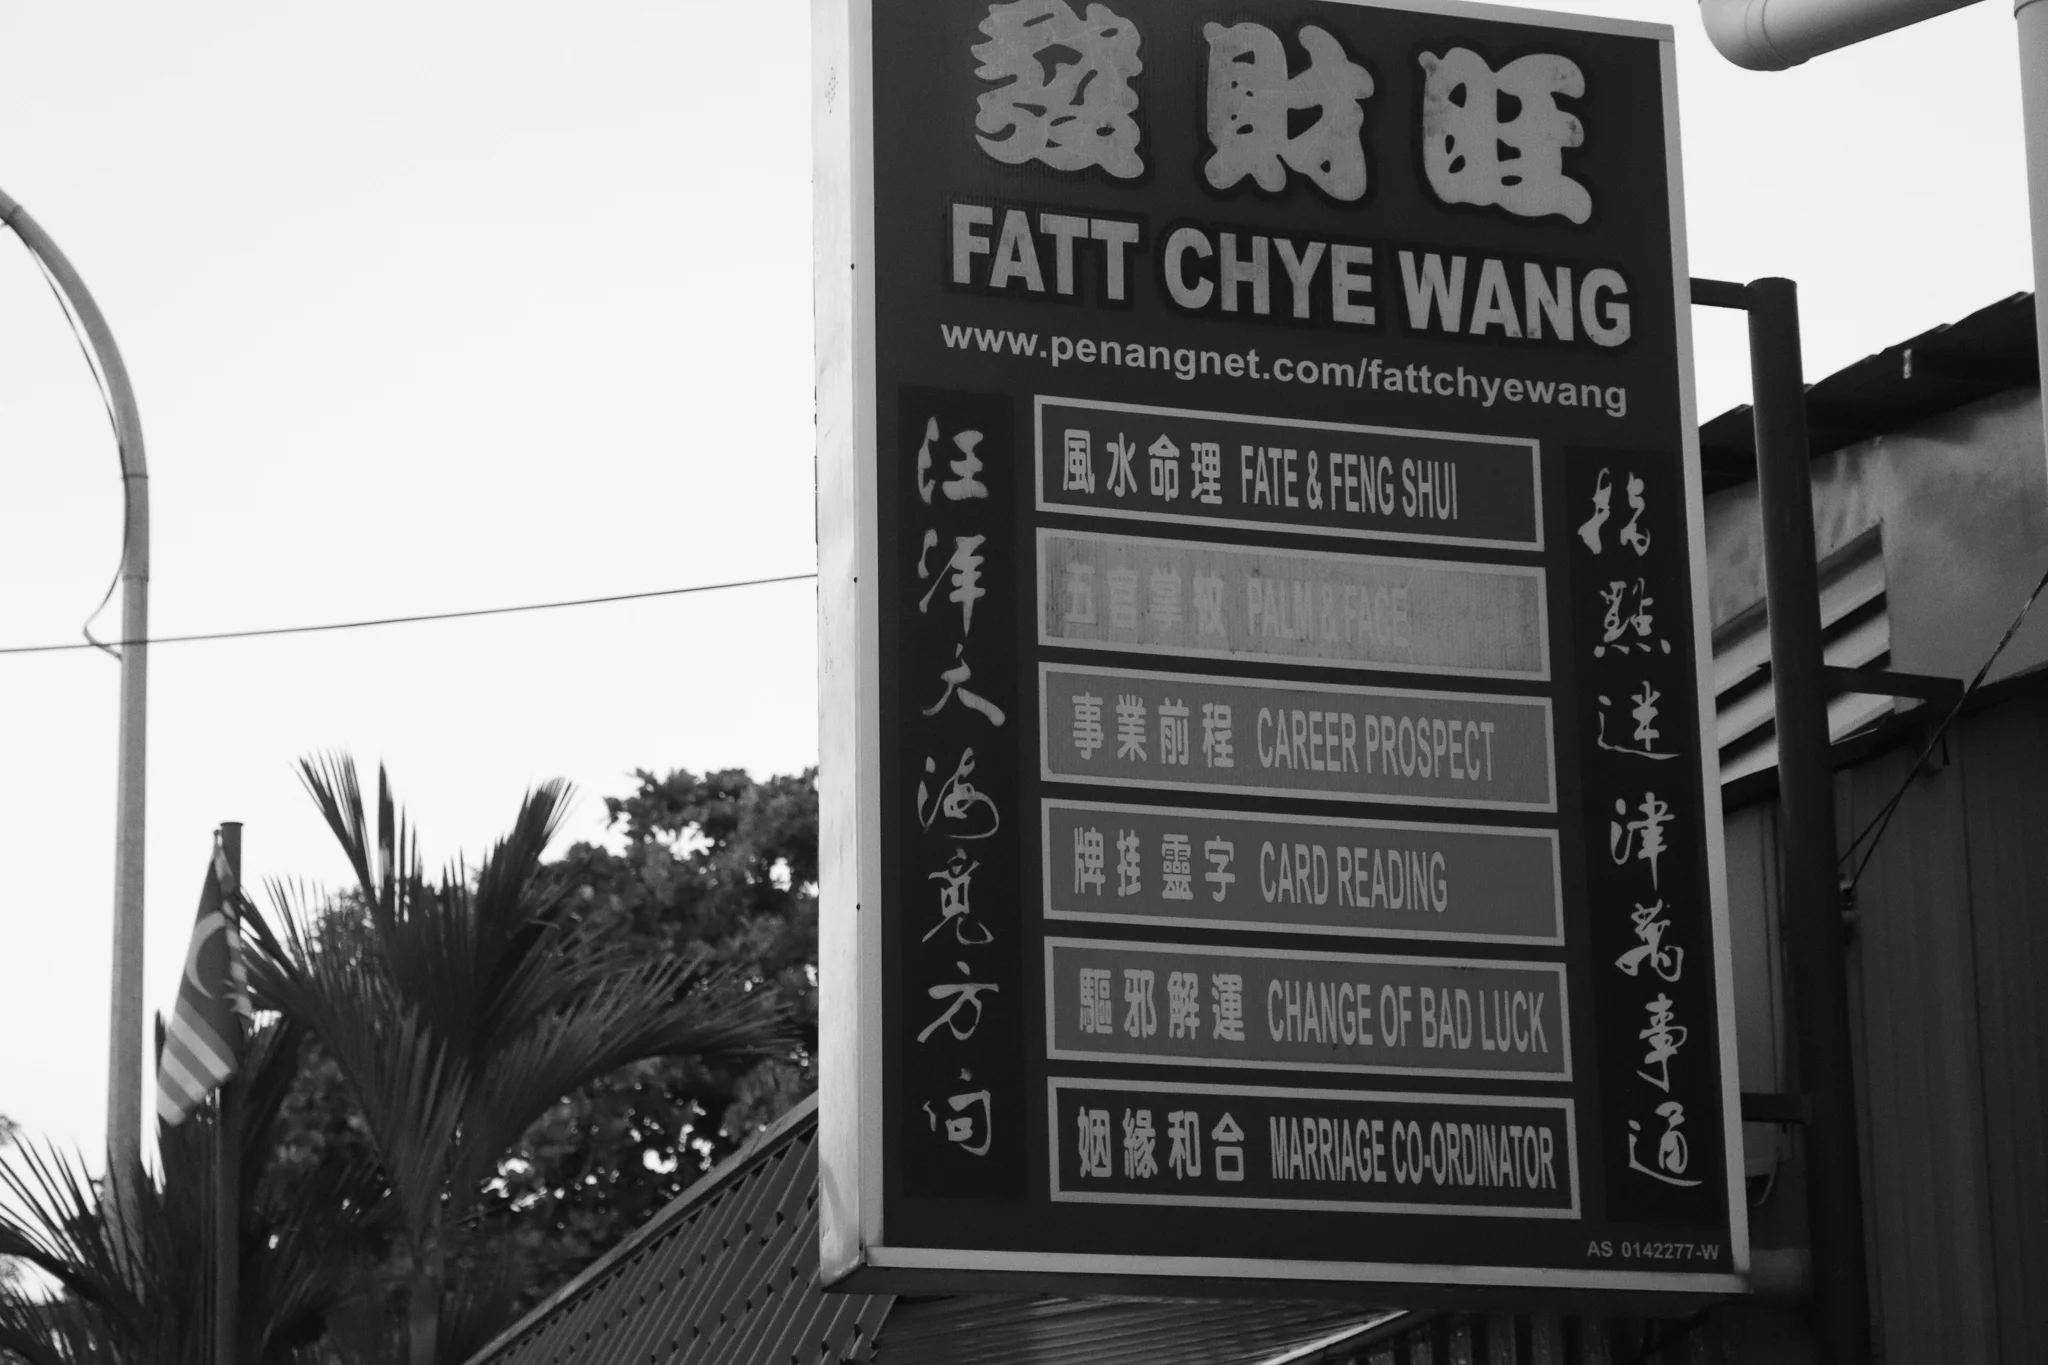 發財旺
FATT CHYE WANG
www.penangnet.com/fattchyewang
汪洋大海覓方向
風水命理 FATE & FENG SHUI
五官掌紋 PALM & FACE
事業前程 CAREER PROSPECT
牌挂靈字 CARD READING
驅邪解運 CHANGE OF BAD LUCK
姻緣和合 MARRIAGE CO-ORDINATOR
指點迷津萬事通
AS 0142277-W